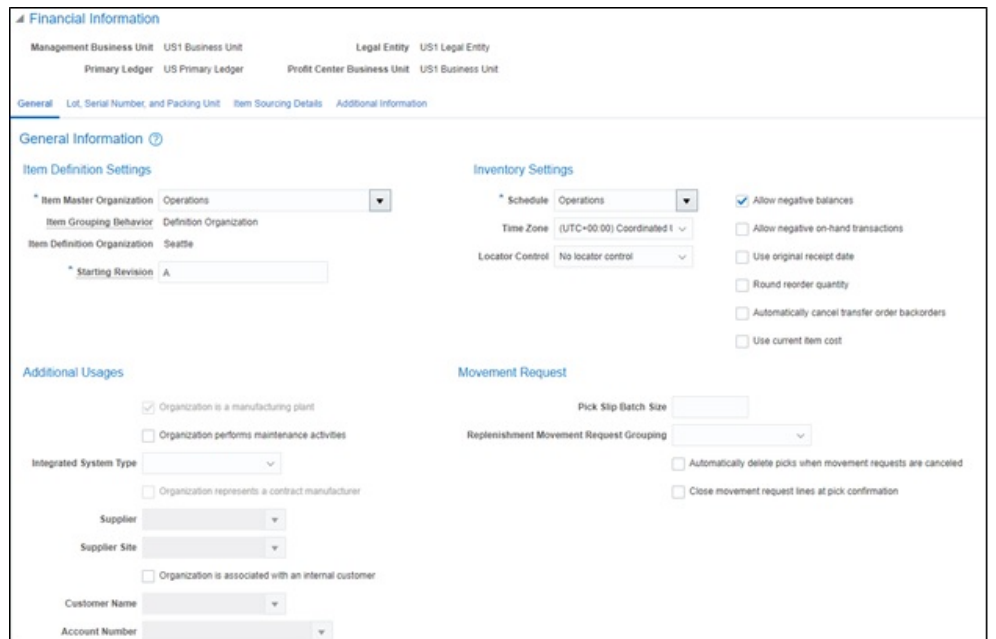 Financial Information
Management Business Unit US1 Business Unit Legal Entity US1 Legal Entity
Primary Ledger US Primary Ledger Profit Center Business Unit US1 Business Unit
General Lot, Serial Number, and Packing Unit Item Sourcing Details Additional Information
General Information ?
Item Definition Settings
* Item Master Organization Operations
Item Grouping Behavior Definition Organization
Item Definition Organization Seattle
* Starting Revision A
Inventory Settings
* Schedule Operations
Time Zone (UTC+00:00) Coordinated
Locator Control No locator control
Allow negative balances
Allow negative on-hand transactions
Use original receipt date
Round reorder quantity
Automatically cancel transfer order backorders
Use current item cost
Additional Usages
Organization is a manufacturing plant
Organization performs maintenance activities
Integrated System Type
Organization represents a contract manufacturer
Supplier
Supplier Site
Organization is associated with an internal customer
Customer Name
Account Number
Movement Request
Pick Slip Batch Size
Replenishment Movement Request Grouping
Automatically delete picks when movement requests are canceled
Close movement request lines at pick confirmation